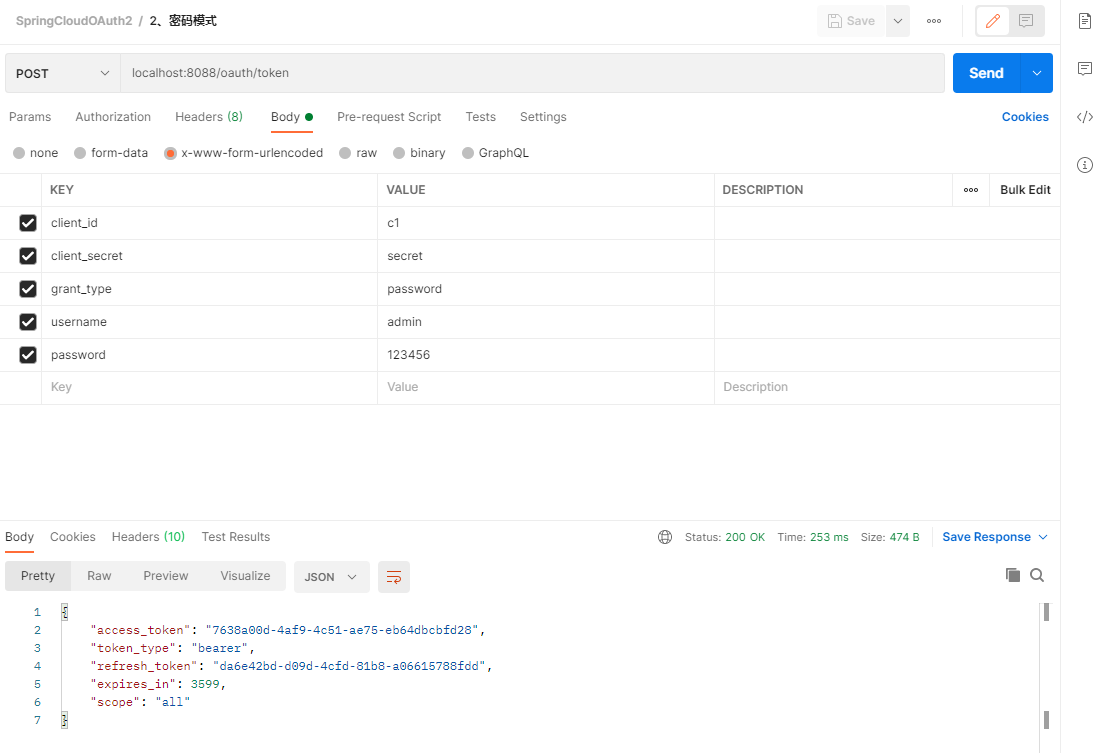 SpringCloudOAuth2 / 2、密码模式 Save ooo
POST localhost:8088/oauth/token Send
Params Authorization Headers (8) Body Pre-request Script Tests Settings Cookies
none form-data x-www-form-urlencoded raw binary GraphQL
KEY VALUE DESCRIPTION ooo Bulk Edit
client_id c1
client_secret secret
grant_type password
username admin
password 123456
Key Value Description
Body Cookies Headers (10) Test Results Status: 200 OK Time: 253 ms Size: 474 B Save Response
Pretty Raw Preview Visualize JSON
1 {
2 "access_token": "7638a00d-4af9-4c51-ae75-eb64dbcbfd28",
3 "token_type": "bearer",
4 "refresh_token": "da6e42bd-d09d-4cfd-81b8-a06615788fdd",
5 "expires_in": 3599,
6 "scope": "all"
7 }